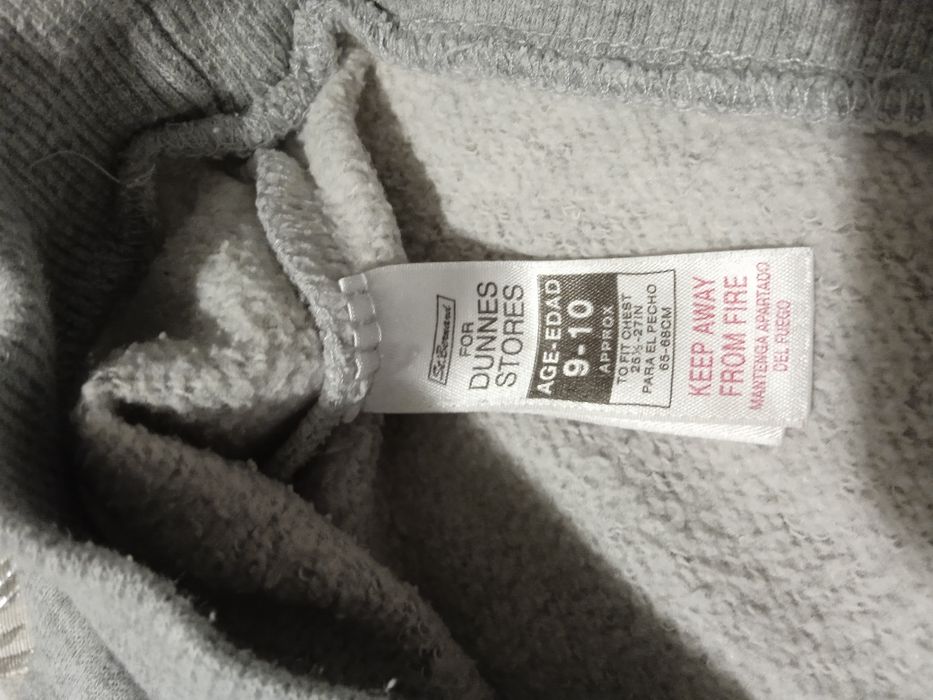 St. Bernard
FOR
DUNNES
STORES
AGE-EDAD
9-10
APPROX
TO FIT CHEST
25½-27IN
PARA EL PECHO
65-68CM
KEEP AWAY
FROM FIRE
MANTENGA APARTADO
DEL FUEGO